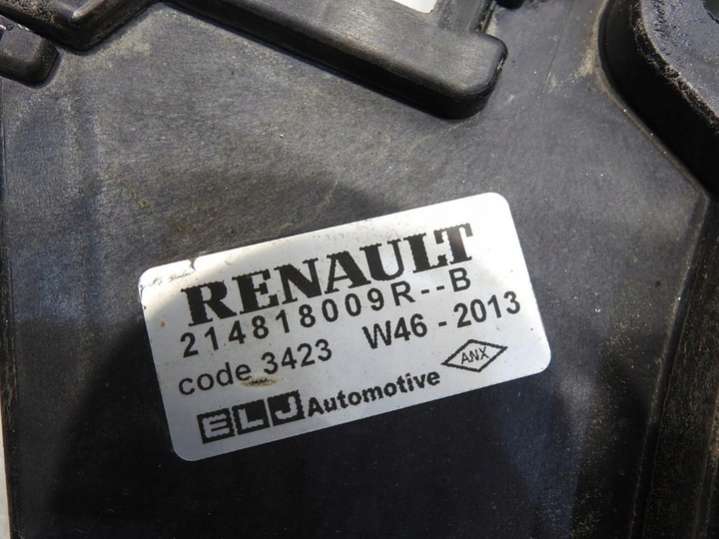 RENAULT
214818009R--B
code 3423 W46-2013
ELJ Automotive
ANX